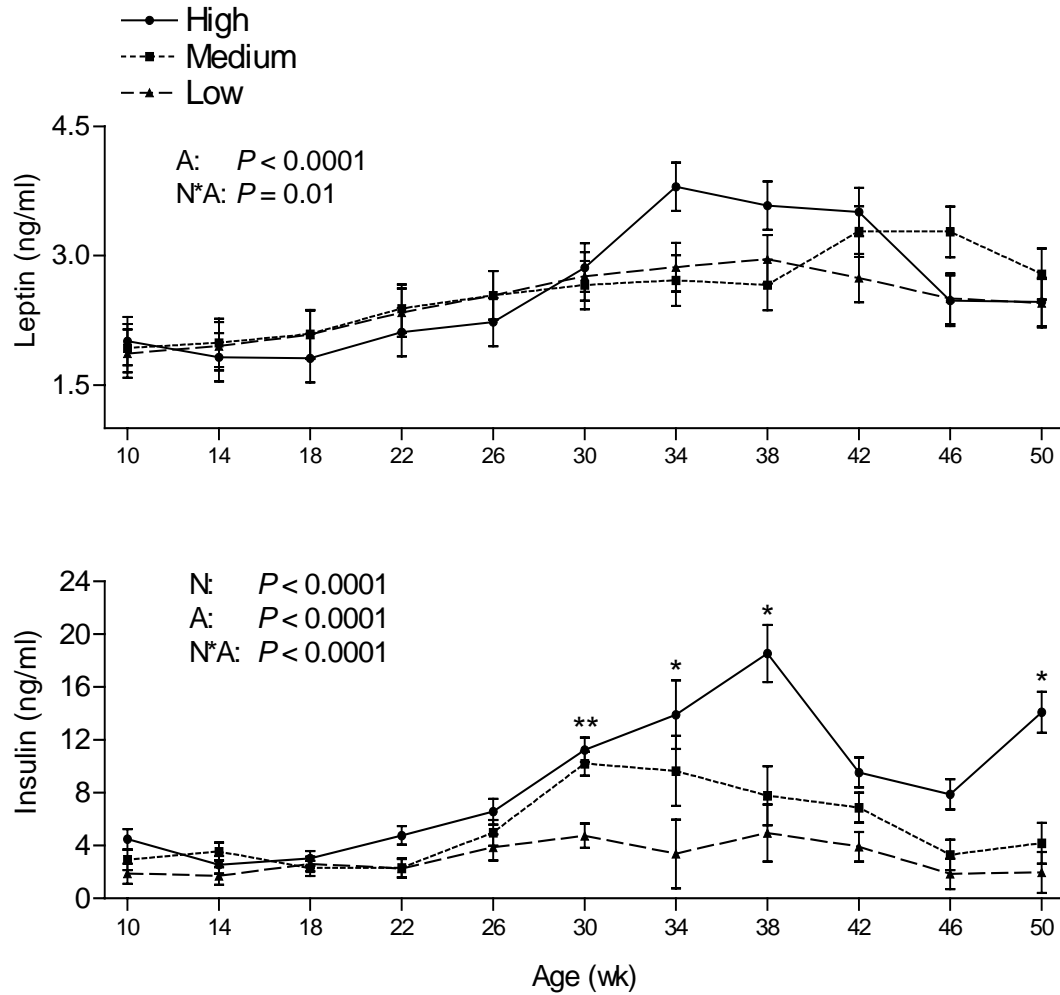 High
Medium
Low
4.5
3.0
1.5
Leptin (ng/ml)
A: P < 0.0001
N*A: P = 0.01
10 14 18 22 26 30 34 38 42 46 50
24
20
16
12
8
4
0
Insulin (ng/ml)
N: P < 0.0001
A: P < 0.0001
N*A: P < 0.0001
** * * *
10 14 18 22 26 30 34 38 42 46 50
Age (wk)